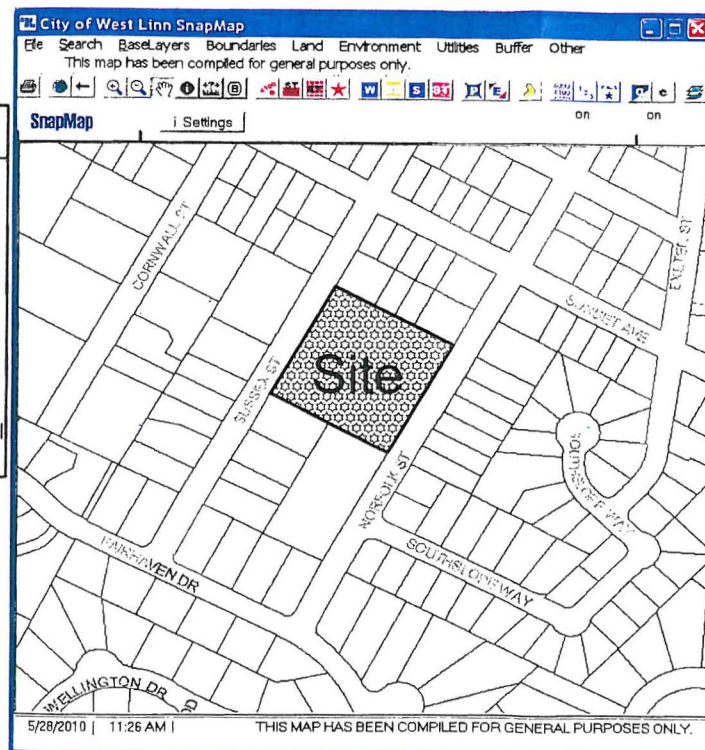 City of West Linn SnapMap
File Search BaseLayers Boundaries Land Environment Utilities Buffer Other
This map has been compiled for general purposes only.
SnapMap
i Settings
on on
CORNWALL ST
EXETER ST
SUNSET AVE
Site
SUSSEX ST
SOUTHSLOPE WAY
NORFOLK ST
SOUTHSLOPE WAY
FAIRHAVEN DR
WELLINGTON DR
5/28/2010 | 11:26 AM | THIS MAP HAS BEEN COMPILED FOR GENERAL PURPOSES ONLY.